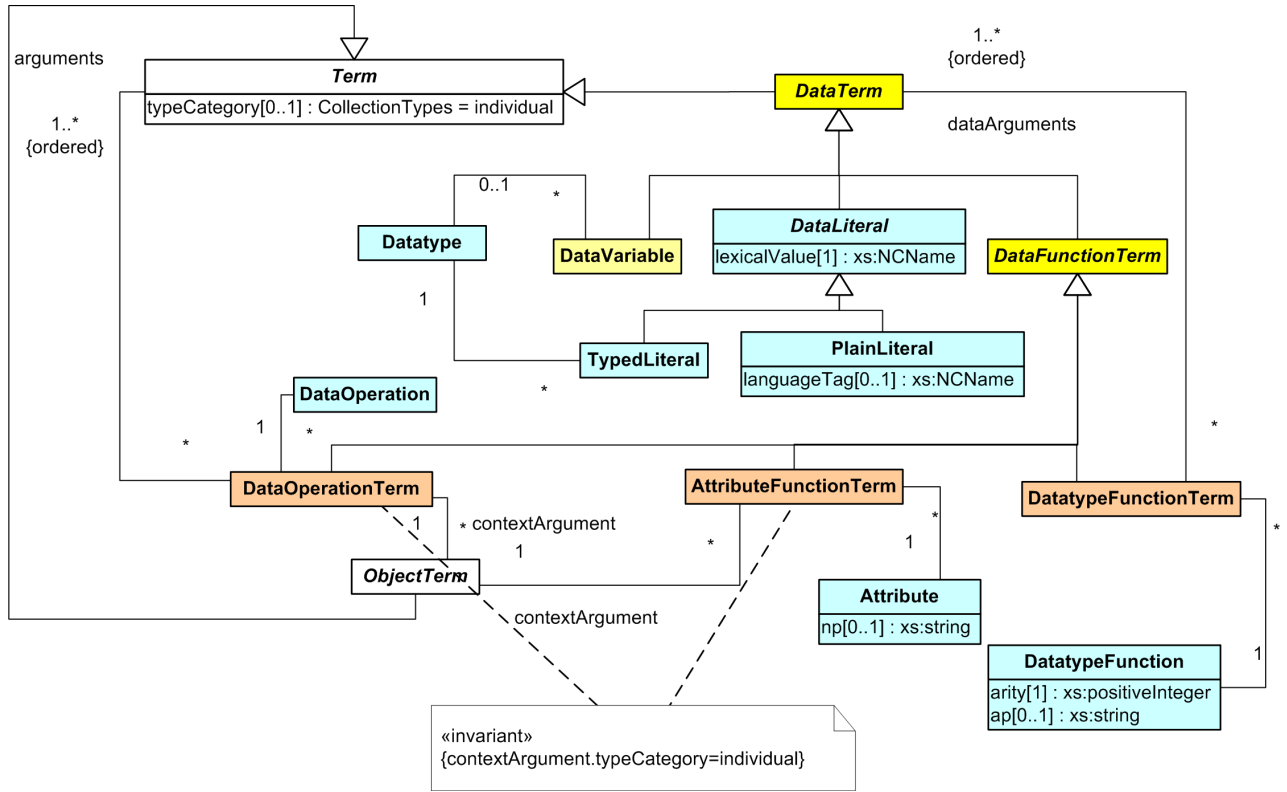 arguments
1..*
{ordered}
Term
typeCategory[0..1] : CollectionTypes = individual
DataTerm
1..*
{ordered}
dataArguments
0..1
*
Datatype
DataVariable
DataLiteral
lexicalValue[1] : xs:NCName
DataFunctionTerm
1
*
TypedLiteral
PlainLiteral
languageTag[0..1] : xs:NCName
DataOperation
1
*
*
*
DataOperationTerm
AttributeFunctionTerm
DatatypeFunctionTerm
1
* contextArgument
1
*
*
1
*
ObjectTerm
contextArgument
Attribute
np[0..1] : xs:string
1
DatatypeFunction
arity[1] : xs:positiveInteger
ap[0..1] : xs:string
«invariant»
{contextArgument.typeCategory=individual}